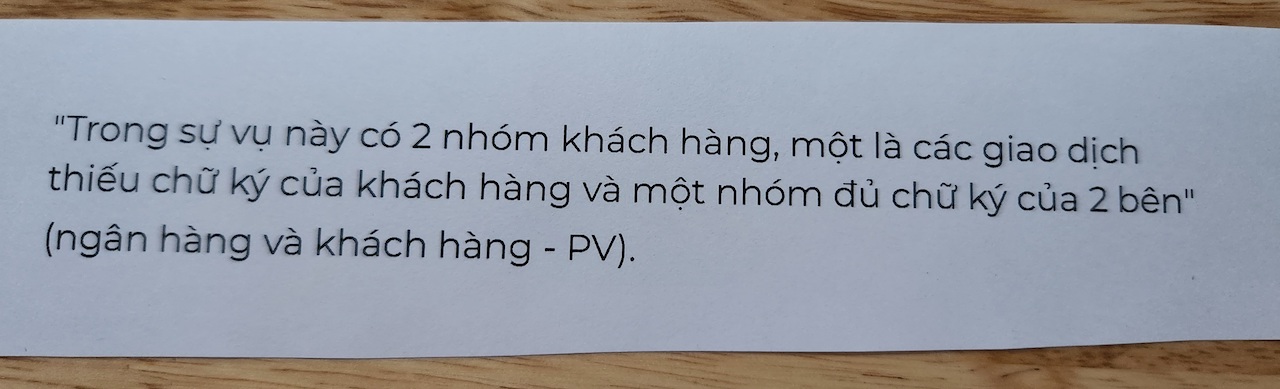 "Trong sự vụ này có 2 nhóm khách hàng, một là các giao dịch
thiếu chữ ký của khách hàng và một nhóm đủ chữ ký của 2 bên"
(ngân hàng và khách hàng - PV).